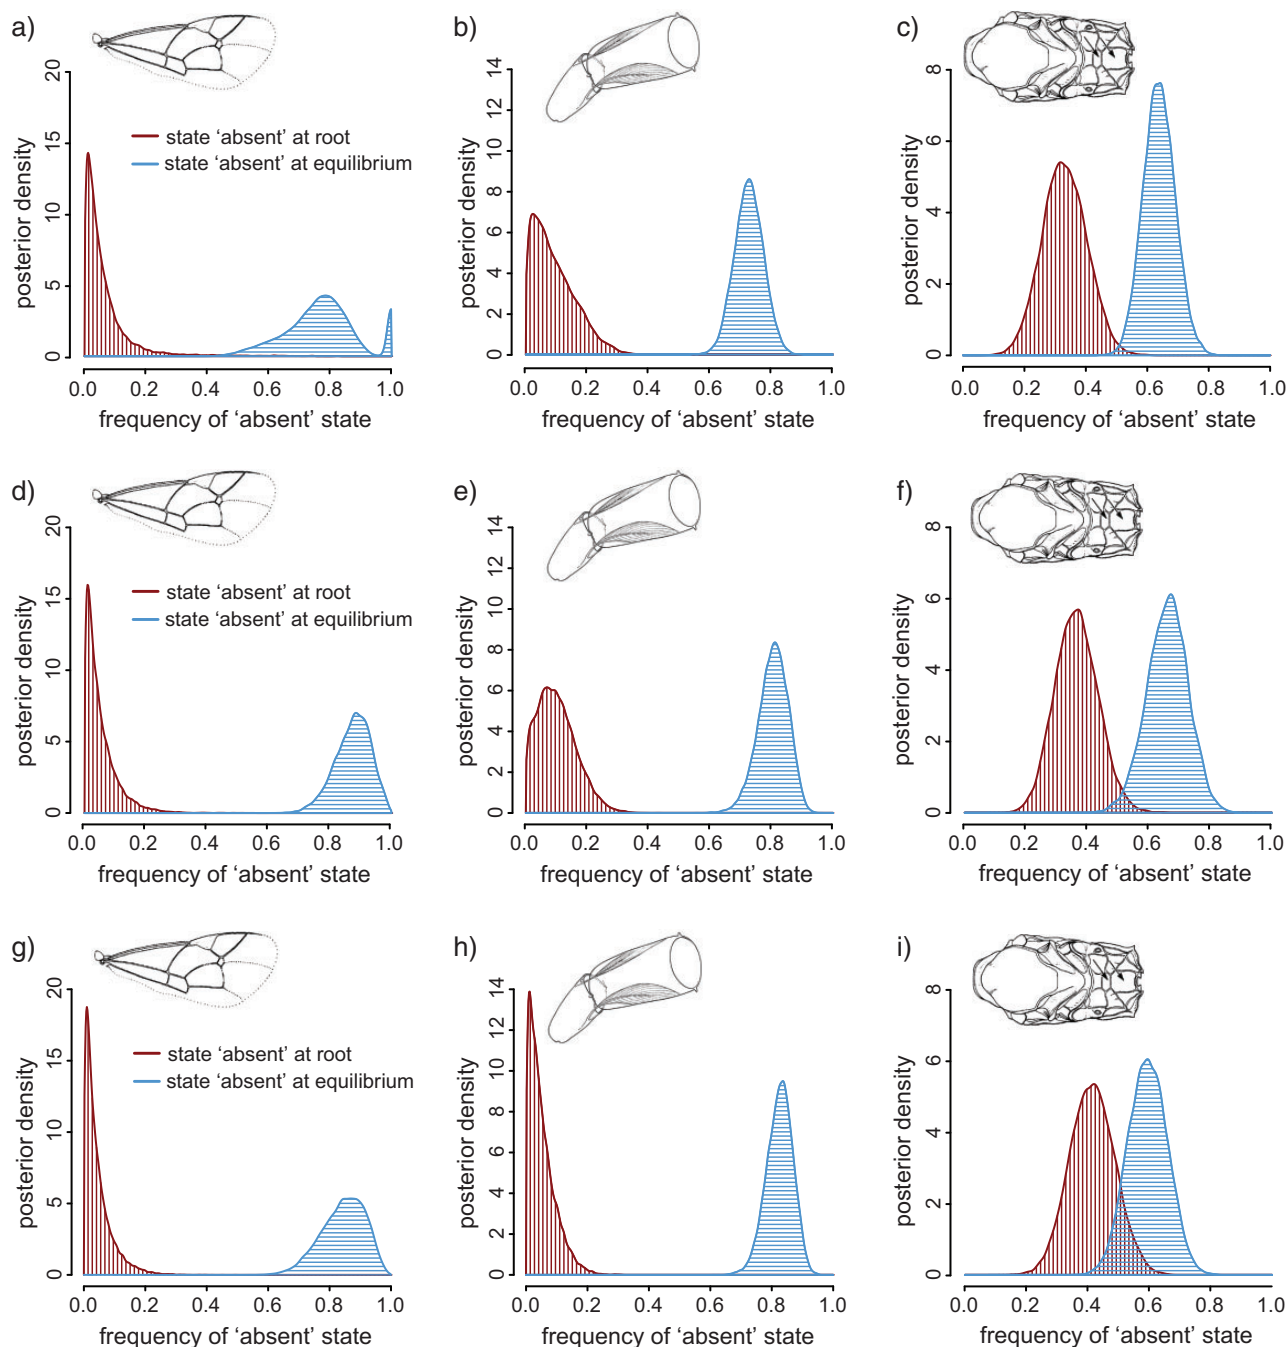 a)
20
15
10
5
0
posterior density
state 'absent' at root
state 'absent' at equilibrium
0.0 0.2 0.4 0.6 0.8 1.0
frequency of 'absent' state
b)
14
12
10
8
6
4
2
0
posterior density
0.0 0.2 0.4 0.6 0.8 1.0
frequency of 'absent' state
c)
8
6
4
2
0
posterior density
0.0 0.2 0.4 0.6 0.8 1.0
frequency of 'absent' state
d)
20
15
10
5
0
posterior density
state 'absent' at root
state 'absent' at equilibrium
0.0 0.2 0.4 0.6 0.8 1.0
frequency of 'absent' state
e)
14
12
10
8
6
4
2
0
posterior density
0.0 0.2 0.4 0.6 0.8 1.0
frequency of 'absent' state
f)
8
6
4
2
0
posterior density
0.0 0.2 0.4 0.6 0.8 1.0
frequency of 'absent' state
g)
20
15
10
5
0
posterior density
state 'absent' at root
state 'absent' at equilibrium
0.0 0.2 0.4 0.6 0.8 1.0
frequency of 'absent' state
h)
14
12
10
8
6
4
2
0
posterior density
0.0 0.2 0.4 0.6 0.8 1.0
frequency of 'absent' state
i)
8
6
4
2
0
posterior density
0.0 0.2 0.4 0.6 0.8 1.0
frequency of 'absent' state